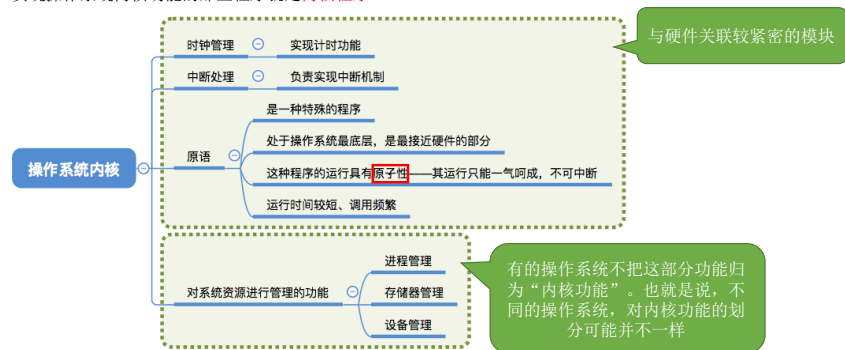 与硬件关联较紧密的模块
时钟管理
实现计时功能
中断处理
负责实现中断机制
操作系统内核
原语
是一种特殊的程序
处于操作系统最底层，是最接近硬件的部分
这种程序的运行具有原子性——其运行只能一气呵成，不可中断
运行时间较短、调用频繁
对系统资源进行管理的功能
进程管理
存储器管理
设备管理
有的操作系统不把这部分功能归
为“内核功能”。也就是说，不
同的操作系统，对内核功能的划
分可能并不一样